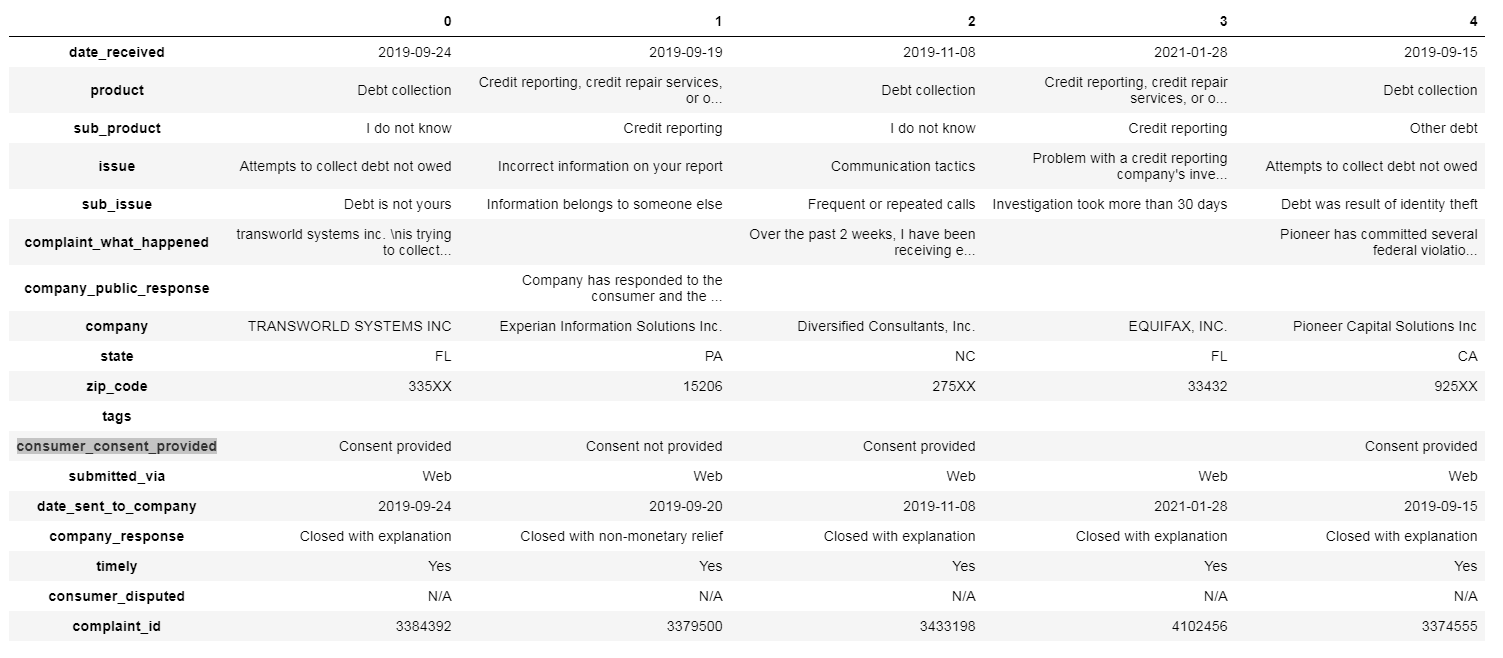 0 1 2 3 4
date_received 2019-09-24 2019-09-19 2019-11-08 2021-01-28 2019-09-15
product Debt collection Credit reporting, credit repair services, or o... Debt collection Credit reporting, credit repair services, or o... Debt collection
sub_product I do not know Credit reporting I do not know Credit reporting Other debt
issue Attempts to collect debt not owed Incorrect information on your report Communication tactics Problem with a credit reporting company's inve... Attempts to collect debt not owed
sub_issue Debt is not yours Information belongs to someone else Frequent or repeated calls Investigation took more than 30 days Debt was result of identity theft
complaint_what_happened transworld systems inc. \nis trying to collect... Over the past 2 weeks, I have been receiving e... Pioneer has committed several federal violatio...
company_public_response Company has responded to the consumer and the ...
company TRANSWORLD SYSTEMS INC Experian Information Solutions Inc. Diversified Consultants, Inc. EQUIFAX, INC. Pioneer Capital Solutions Inc
state FL PA NC FL CA
zip_code 335XX 15206 275XX 33432 925XX
tags
consumer_consent_provided Consent provided Consent not provided Consent provided Consent provided
submitted_via Web Web Web Web Web
date_sent_to_company 2019-09-24 2019-09-20 2019-11-08 2021-01-28 2019-09-15
company_response Closed with explanation Closed with non-monetary relief Closed with explanation Closed with explanation Closed with explanation
timely Yes Yes Yes Yes Yes
consumer_disputed N/A N/A N/A N/A N/A
complaint_id 3384392 3379500 3433198 4102456 3374555